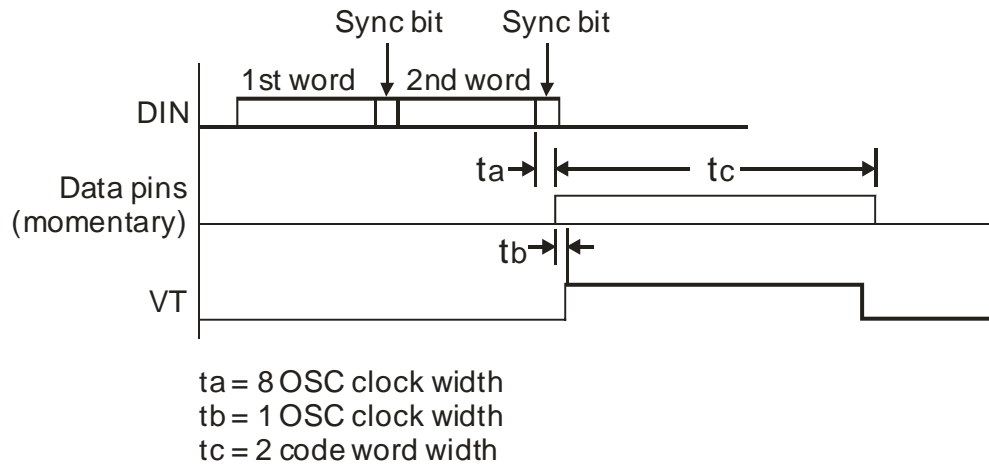 Sync bit Sync bit
1st word 2nd word
DIN
ta tc
Data pins
(momentary)
tb
VT
ta = 8 OSC clock width
tb = 1 OSC clock width
tc = 2 code word width